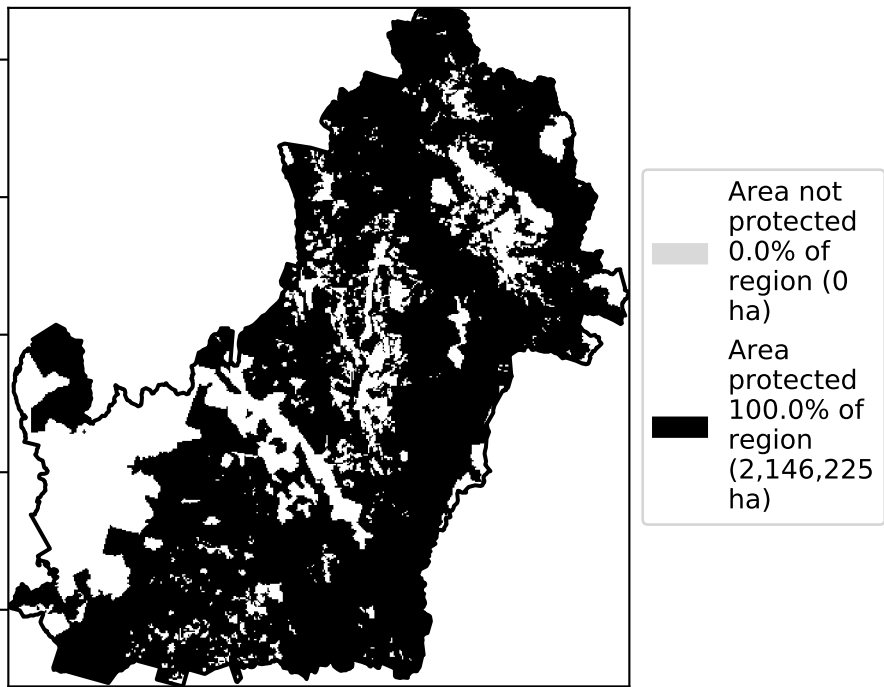 Area not
protected
0.0% of
region (0
ha)
Area
protected
100.0% of
region
(2,146,225
ha)